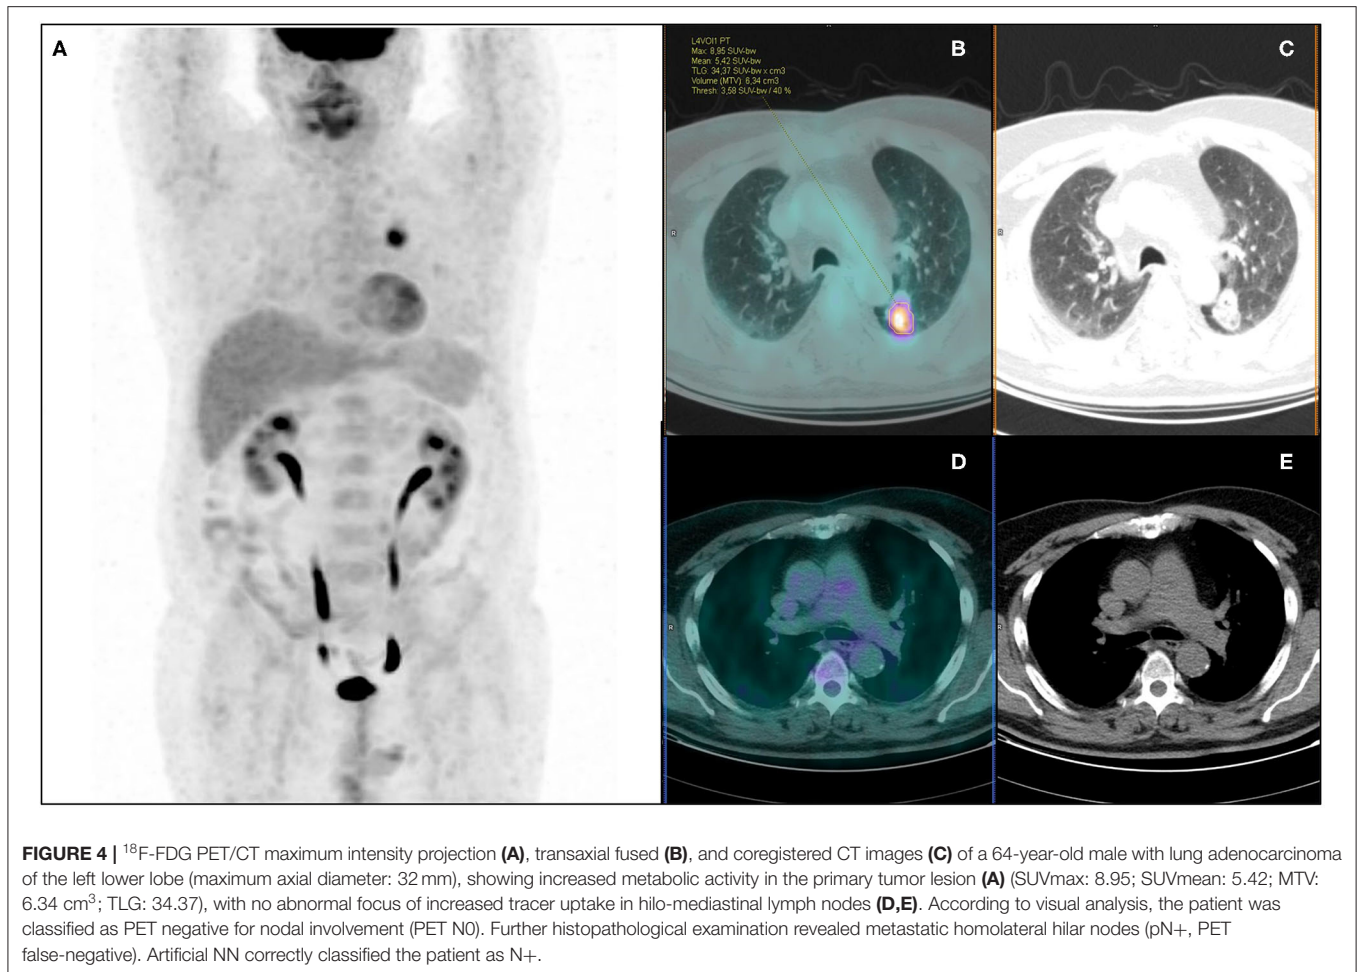 A
L4VOI1 PT
Max: 8,95 SUV-bw
Mean: 5,42 SUV-bw
TLG: 34,37 SUV-bw x cm3
Volume (MTV): 6,34 cm3
Thresh: 3,58 SUV-bw / 40 %
B
C
R
R
D
E
R
R
FIGURE 4 | ¹⁸F-FDG PET/CT maximum intensity projection (A), transaxial fused (B), and coregistered CT images (C) of a 64-year-old male with lung adenocarcinoma
of the left lower lobe (maximum axial diameter: 32 mm), showing increased metabolic activity in the primary tumor lesion (A) (SUVmax: 8.95; SUVmean: 5.42; MTV:
6.34 cm³; TLG: 34.37), with no abnormal focus of increased tracer uptake in hilo-mediastinal lymph nodes (D,E). According to visual analysis, the patient was
classified as PET negative for nodal involvement (PET N0). Further histopathological examination revealed metastatic homolateral hilar nodes (pN+, PET
false-negative). Artificial NN correctly classified the patient as N+.